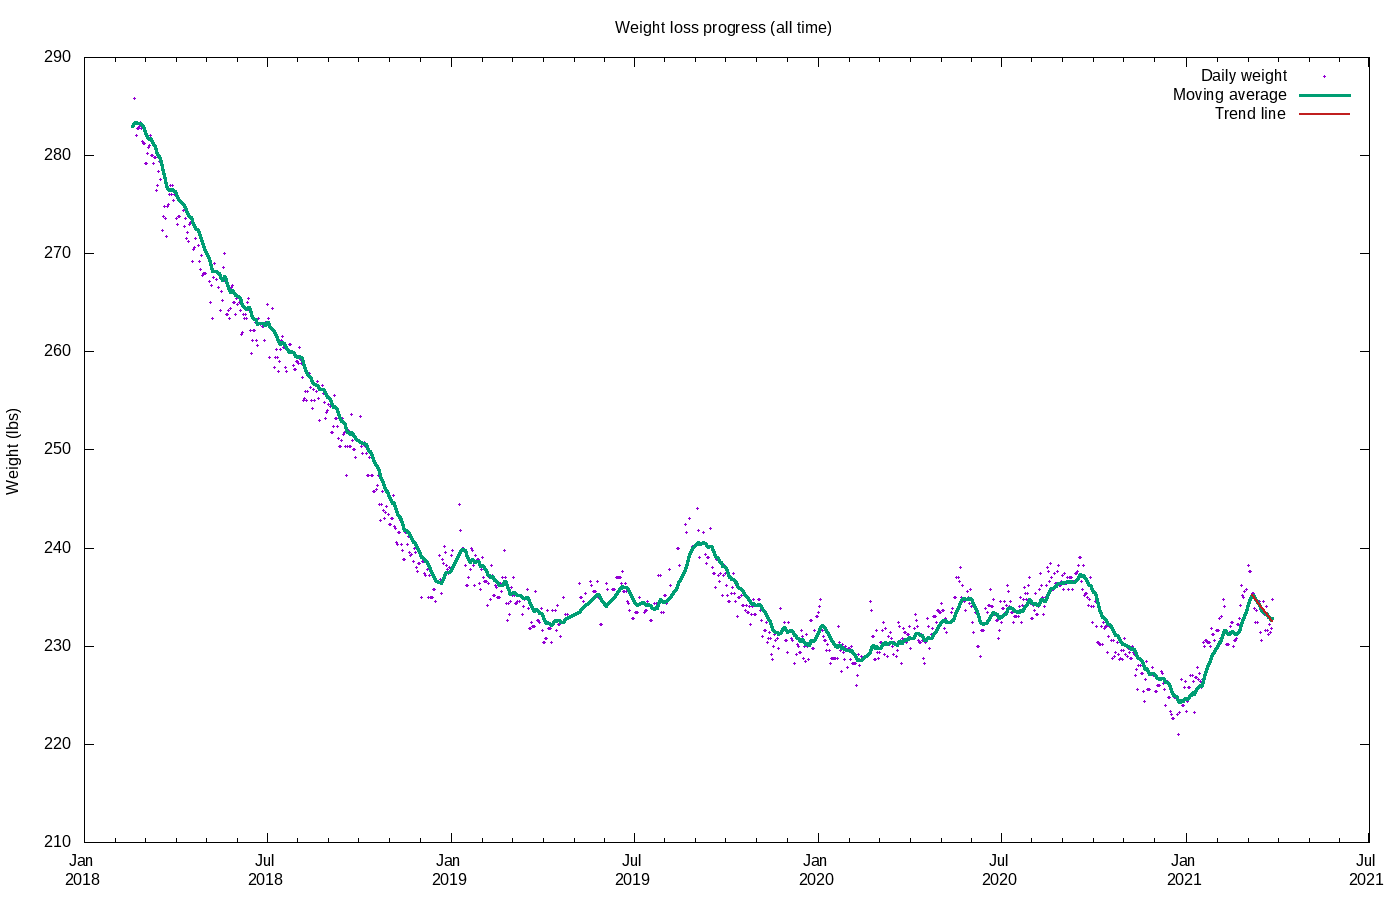 Weight loss progress (all time)
290
280
270
260
250
240
230
220
210
Weight (lbs)
Daily weight
Moving average
Trend line
Jan Jul Jan Jul Jan Jul Jan Jul
2018 2018 2019 2019 2020 2020 2021 2021